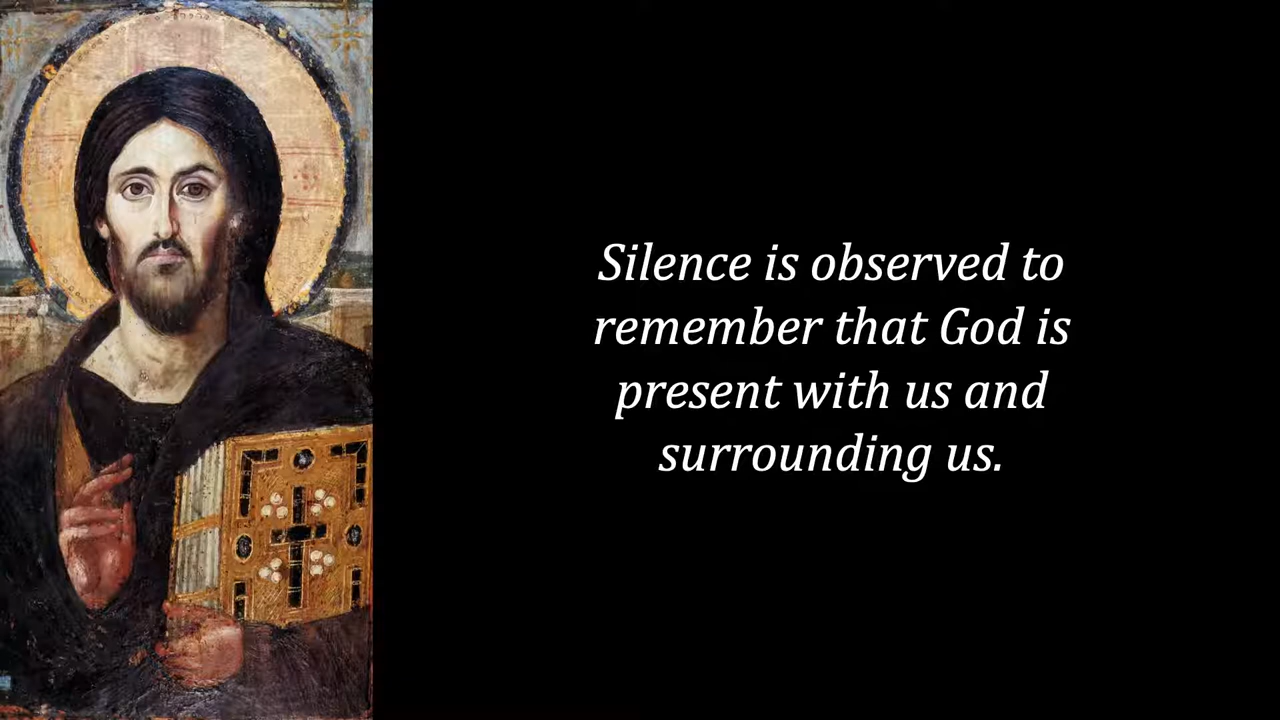 Silence is observed to
remember that God is
present with us and
surrounding us.